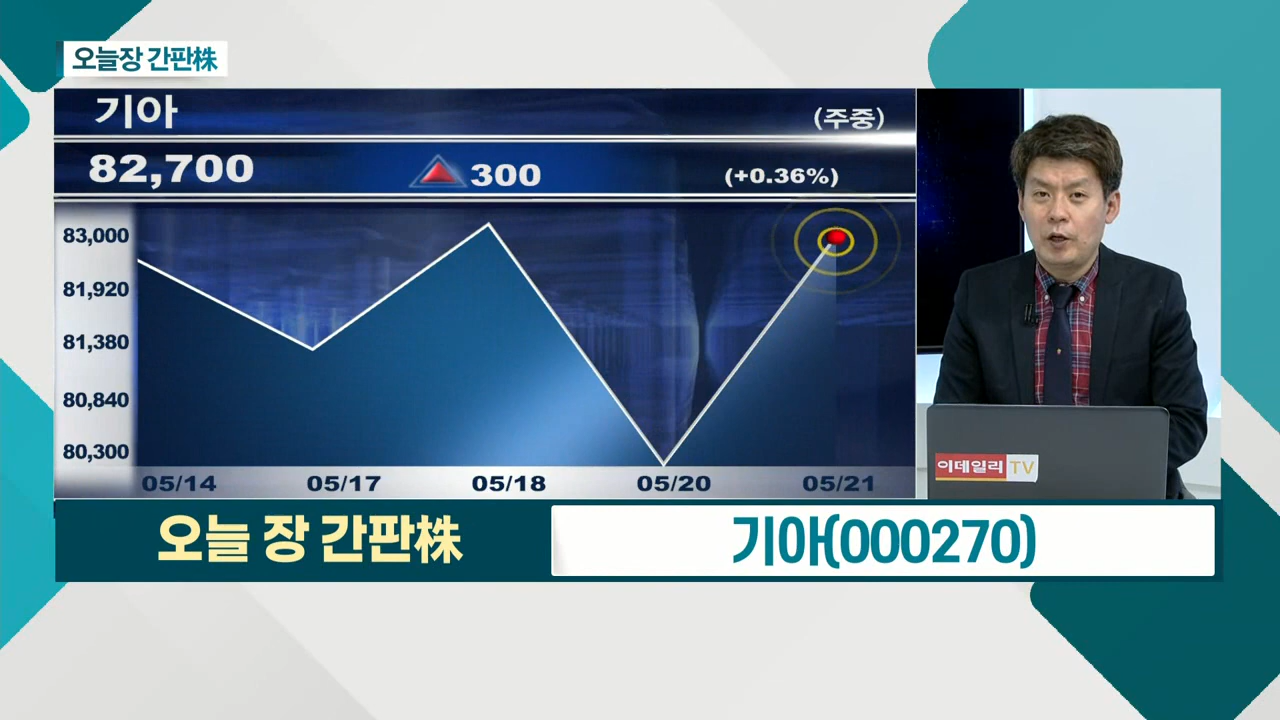 오늘장 간판株
기아
(주중)
82,700
300
(+0.36%)
83,000
81,920
81,380
80,840
80,300
05/14
05/17
05/18
05/20
05/21
이데일리 TV
오늘 장 간판株
기아(000270)